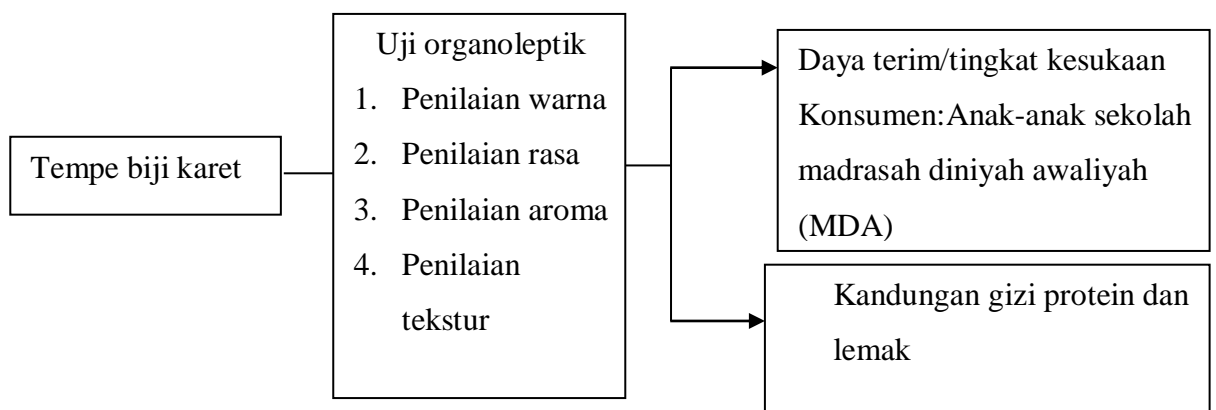 Tempe biji karet
Uji organoleptik
1. Penilaian warna
2. Penilaian rasa
3. Penilaian aroma
4. Penilaian
tekstur
Daya terim/tingkat kesukaan
Konsumen:Anak-anak sekolah
madrasah diniyah awaliyah
(MDA)
Kandungan gizi protein dan
lemak